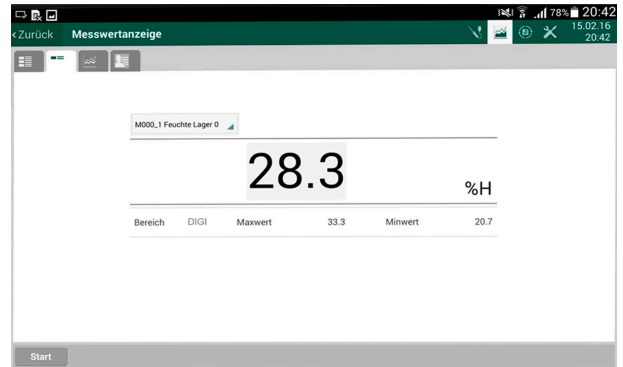 78% 20:42
‹Zurück Messwertanzeige 15.02.16
20:42
M000_1 Feuchte Lager 0
28.3
%H
Bereich DIGI Maxwert 33.3 Minwert 20.7
Start